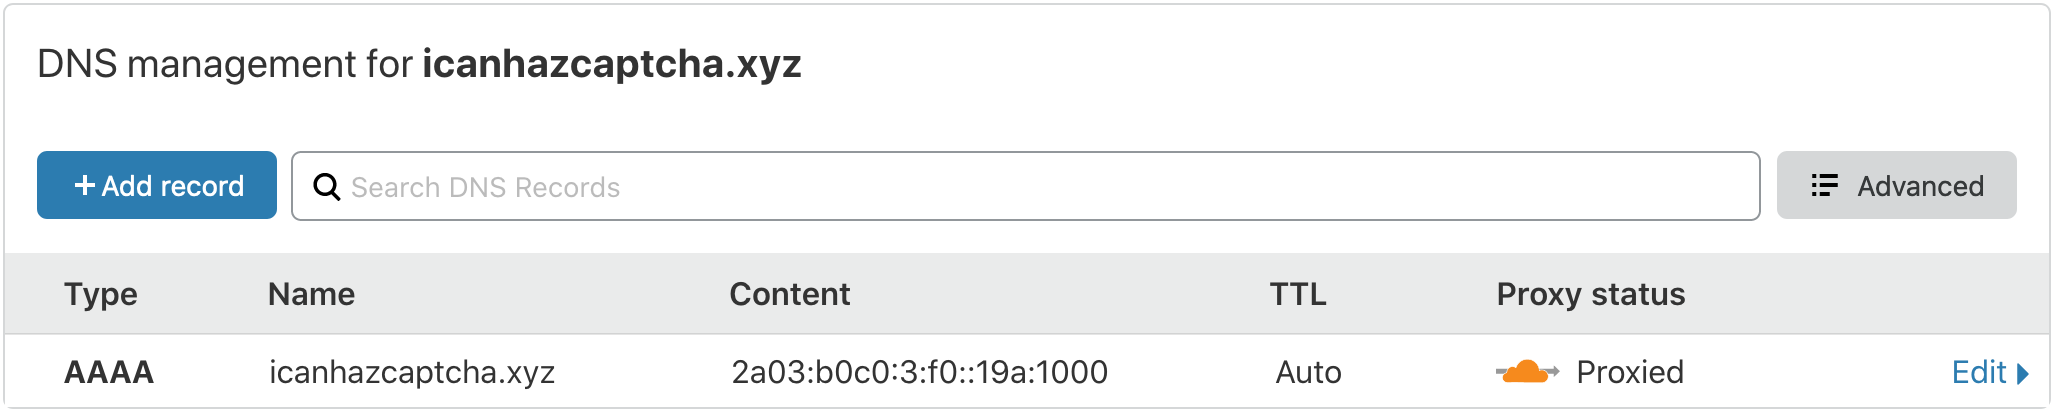 DNS management for icanhazcaptcha.xyz
+ Add record Search DNS Records Advanced
Type Name Content TTL Proxy status
AAAA icanhazcaptcha.xyz 2a03:b0c0:3:f0::19a:1000 Auto Proxied Edit